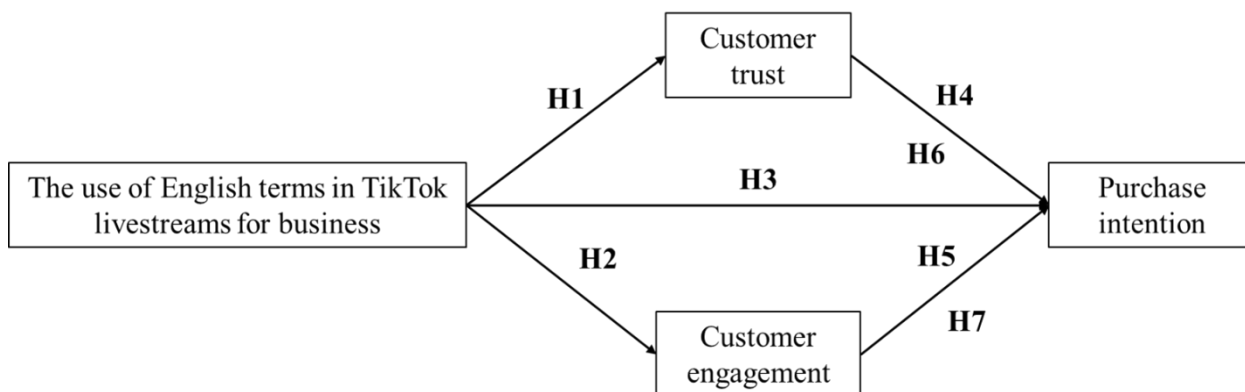 Customer
trust
H1
H4
H6
The use of English terms in TikTok
livestreams for business
H3
Purchase
intention
H2
H5
H7
Customer
engagement